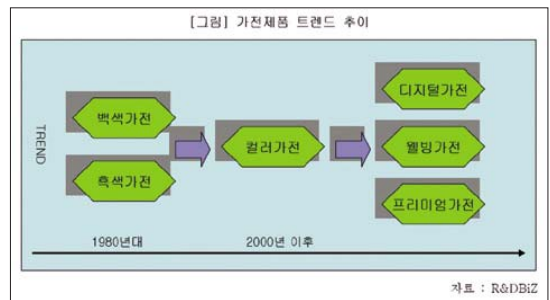 [그림] 가전제품 트렌드 추이
TREND
백색가전
흑색가전
컬러가전
디지털가전
웰빙가전
프리미엄가전
1980년대
2000년 이후
자료 : R&DBiZ